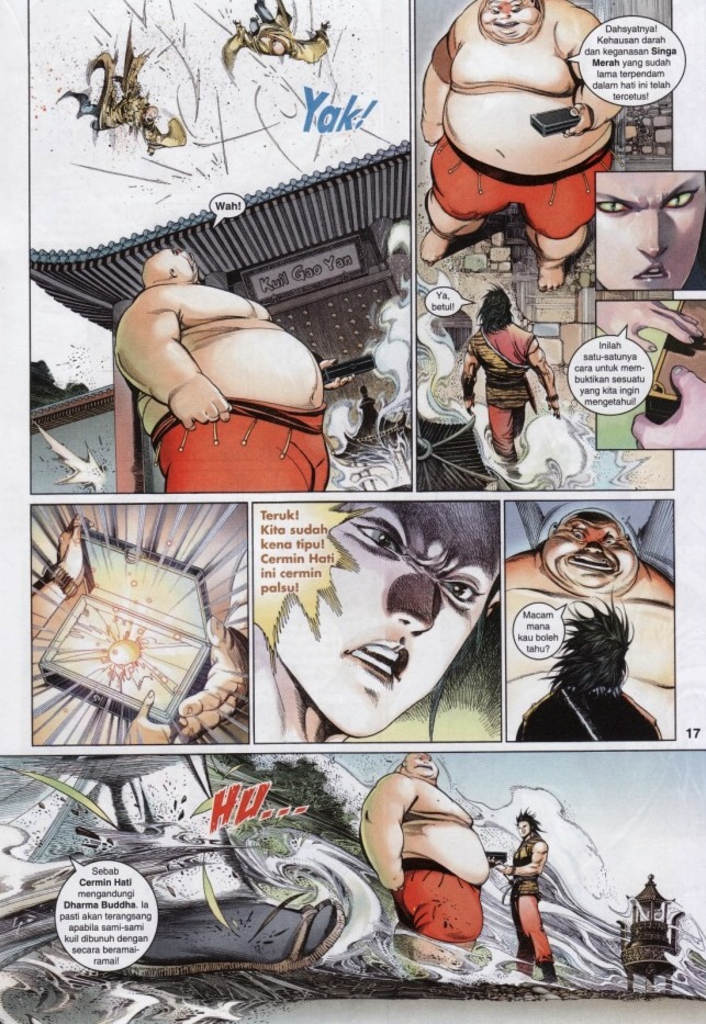 Yak!
Wah!
Kuil Gao Yan
Dahsyatnya!
Kehausan darah
dan keganasan Singa
Merah yang sudah
lama terpendam
dalam hati ini telah
tercetus!
Ya,
betul!
Inilah
satu-satunya
cara untuk mem-
buktikan sesuatu
yang kita ingin
mengetahui!
Teruk!
Kita sudah
kena tipu!
Cermin Hati
ini cermin
palsu!
Macam
mana
kau boleh
tahu?
17
HU...
Sebab
Cermin Hati
mengandungi
Dharma Buddha. Ia
pasti akan terangsang
apabila sami-sami
kuil dibunuh dengan
secara beramai-
ramai!